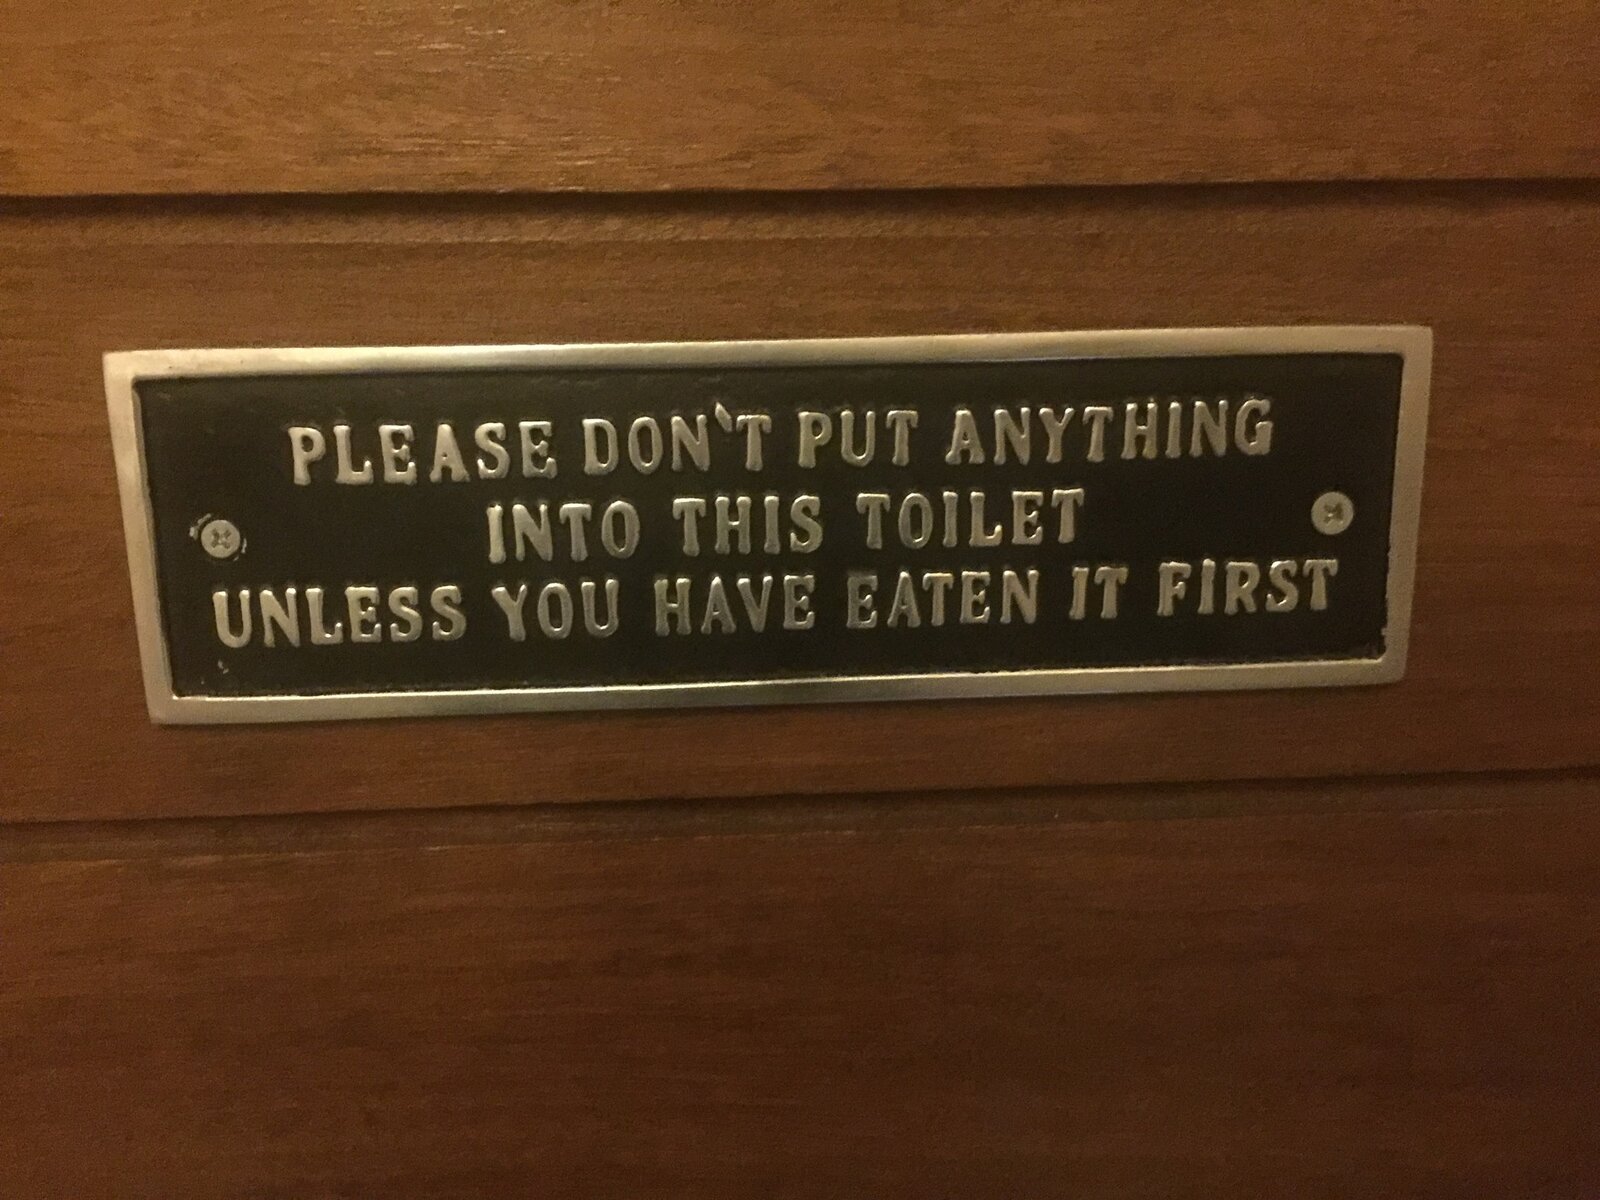 PLEASE DON'T PUT ANYTHING
INTO THIS TOILET
UNLESS YOU HAVE EATEN IT FIRST